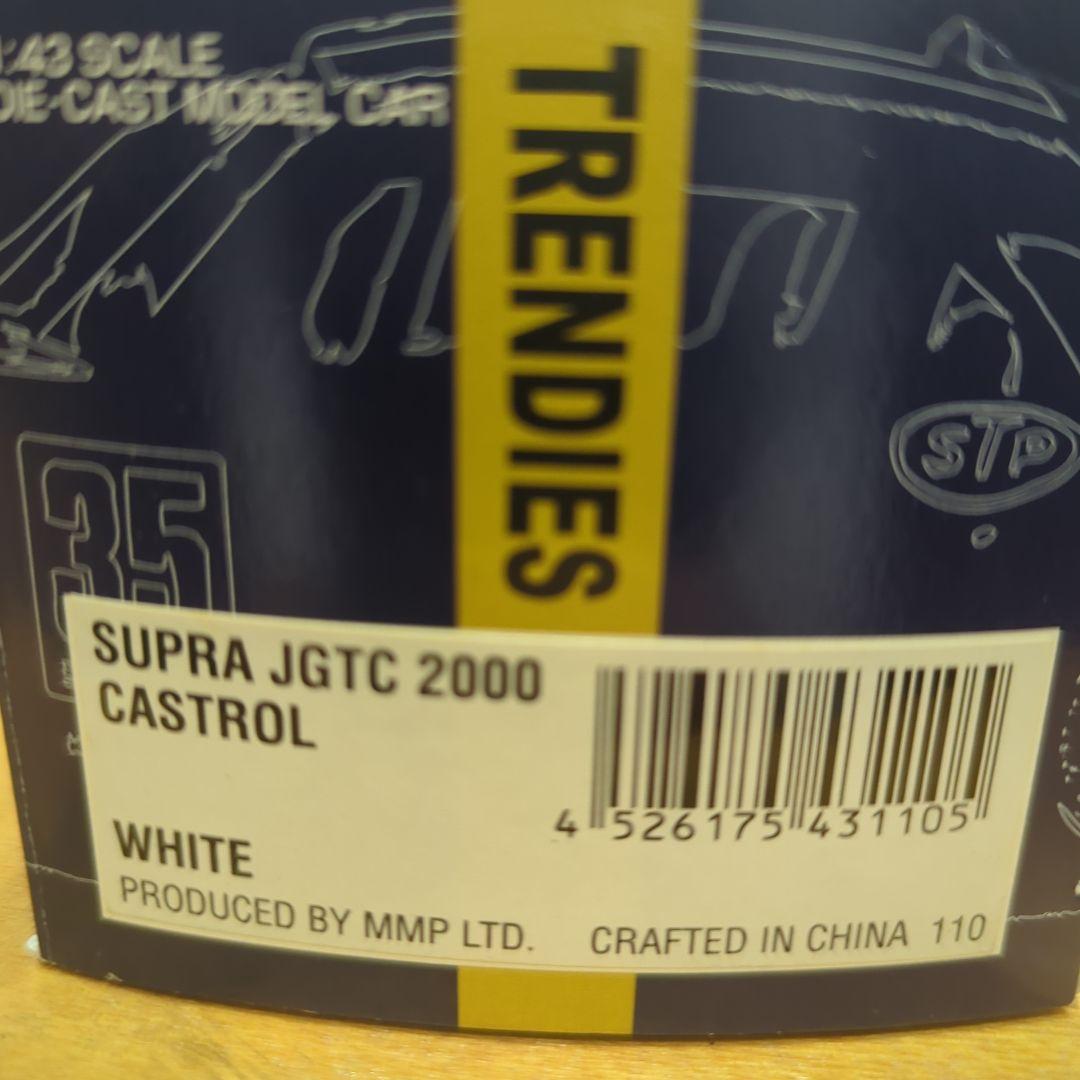 1:43 SCALE
DIE-CAST MODEL CAR
TRENDIES
STP
35
SUPRA JGTC 2000
CASTROL
4 526175 431105
WHITE
PRODUCED BY MMP LTD.
CRAFTED IN CHINA 110